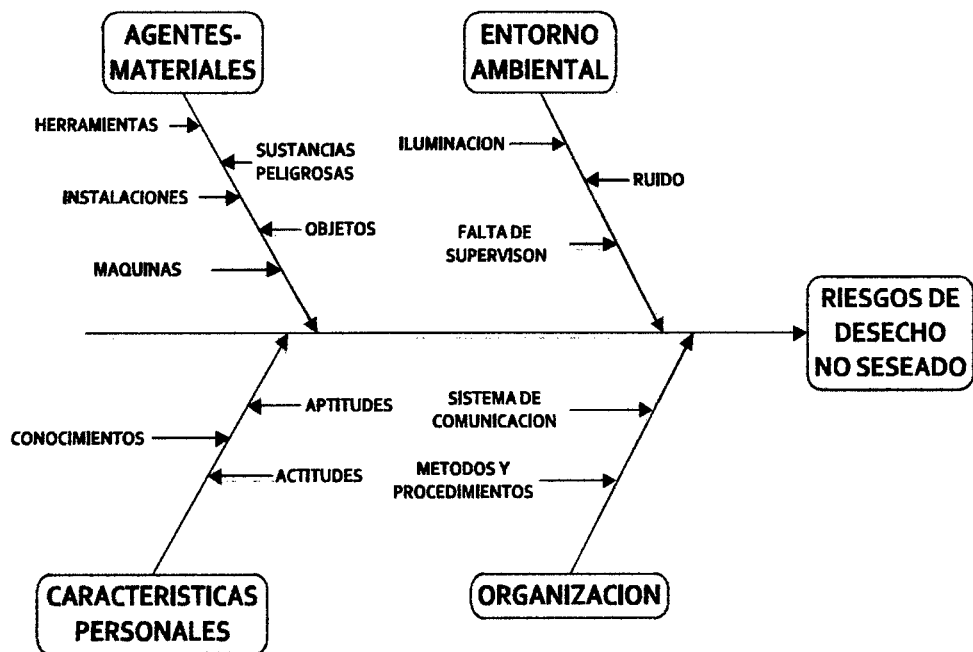 AGENTES-
MATERIALES
ENTORNO
AMBIENTAL
HERRAMIENTAS
SUSTANCIAS
PELIGROSAS
INSTALACIONES
OBJETOS
MAQUINAS
ILUMINACION
RUIDO
FALTA DE
SUPERVISON
RIESGOS DE
DESECHO
NO SESEADO
APTITUDES
CONOCIMIENTOS
ACTITUDES
SISTEMA DE
COMUNICACION
METODOS Y
PROCEDIMIENTOS
CARACTERISTICAS
PERSONALES
ORGANIZACION